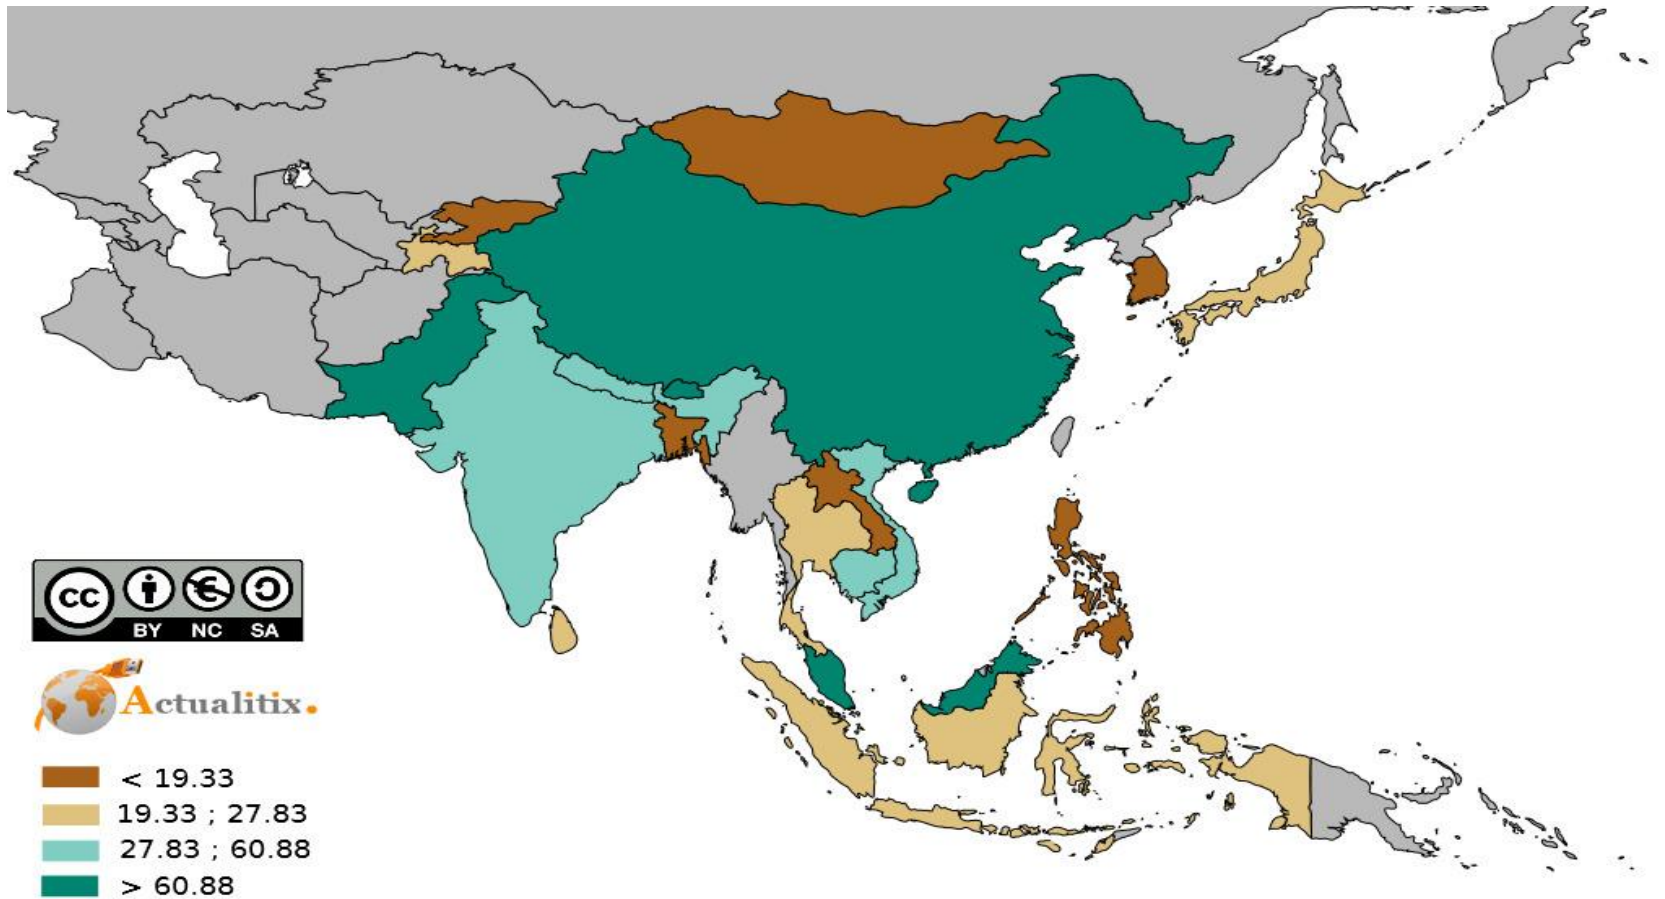 cc
BY NC SA
Actualitix.
< 19.33
19.33 ; 27.83
27.83 ; 60.88
> 60.88